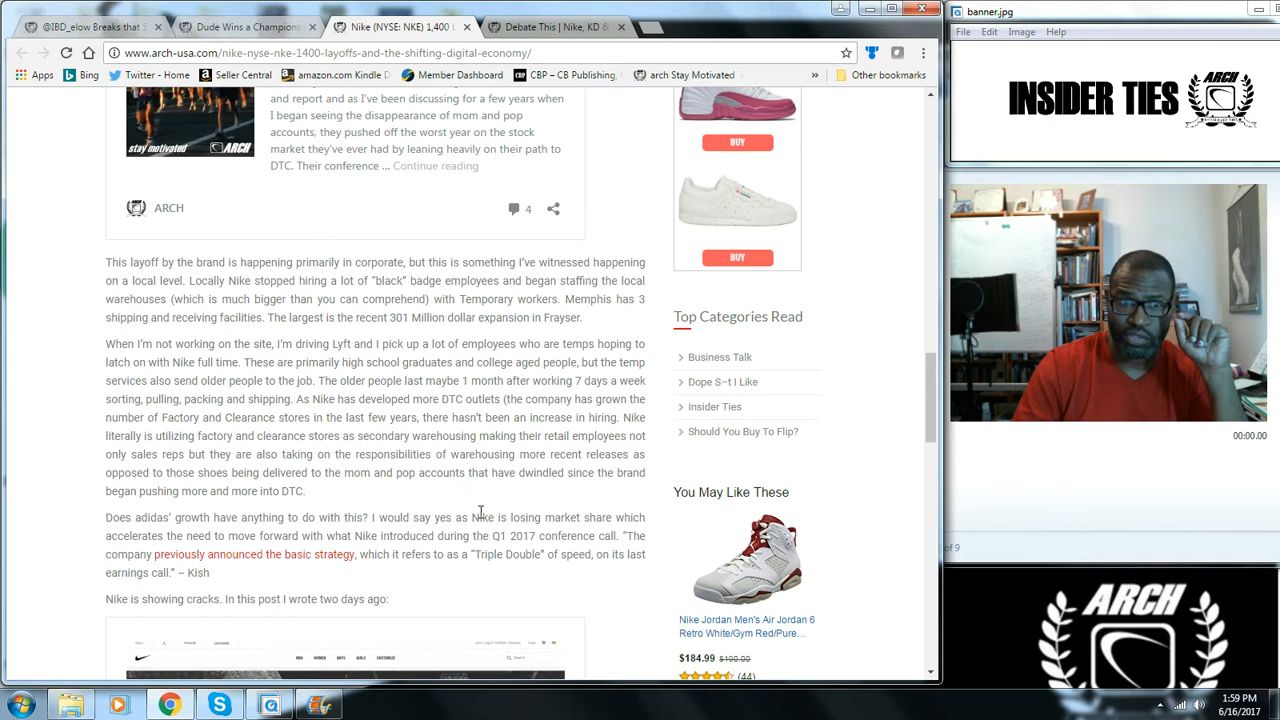 @IBD_elow Breaks that S
Dude Wins a Champions
Nike (NYSE: NKE) 1,400 L
Debate This | Nike, KD &
banner.jpg
www.arch-usa.com/nike-nyse-nke-1400-layoffs-and-the-shifting-digital-economy/
File Edit Image Help
Apps Bing Twitter - Home Seller Central amazon.com Kindle D Member Dashboard CBP – CB Publishing, arch Stay Motivated » Other bookmarks
INSIDER TIES
ARCH
and report and as I've been discussing for a few years when
I began seeing the disappearance of mom and pop
accounts, they pushed off the worst year on the stock
market they've ever had by leaning heavily on their path to
DTC. Their conference ... Continue reading
stay motivated ARCH
ARCH
4
This layoff by the brand is happening primarily in corporate, but this is something I've witnessed happening
on a local level. Locally Nike stopped hiring a lot of "black" badge employees and began staffing the local
warehouses (which is much bigger than you can comprehend) with Temporary workers. Memphis has 3
shipping and receiving facilities. The largest is the recent 301 Million dollar expansion in Frayser.
When I'm not working on the site, I'm driving Lyft and I pick up a lot of employees who are temps hoping to
latch on with Nike full time. These are primarily high school graduates and college aged people, but the temp
services also send older people to the job. The older people last maybe 1 month after working 7 days a week
sorting, pulling, packing and shipping. As Nike has developed more DTC outlets (the company has grown the
number of Factory and Clearance stores in the last few years, there hasn't been an increase in hiring. Nike
literally is utilizing factory and clearance stores as secondary warehousing making their retail employees not
only sales reps but they are also taking on the responsibilities of warehousing more recent releases as
opposed to those shoes being delivered to the mom and pop accounts that have dwindled since the brand
began pushing more and more into DTC.
Does adidas' growth have anything to do with this? I would say yes as Nike is losing market share which
accelerates the need to move forward with what Nike introduced during the Q1 2017 conference call. "The
company previously announced the basic strategy, which it refers to as a "Triple Double" of speed, on its last
earnings call." – Kish
Nike is showing cracks. In this post I wrote two days ago:
MEN WOMEN BOYS GIRLS CUSTOMIZE
Search
BUY
BUY
Top Categories Read
Business Talk
Dope S–t I Like
Insider Ties
Should You Buy To Flip?
You May Like These
Nike Jordan Men's Air Jordan 6
Retro White/Gym Red/Pure...
$184.99 $190.00
(44)
00:00.00
of 9
ARCH
1:59 PM
6/16/2017